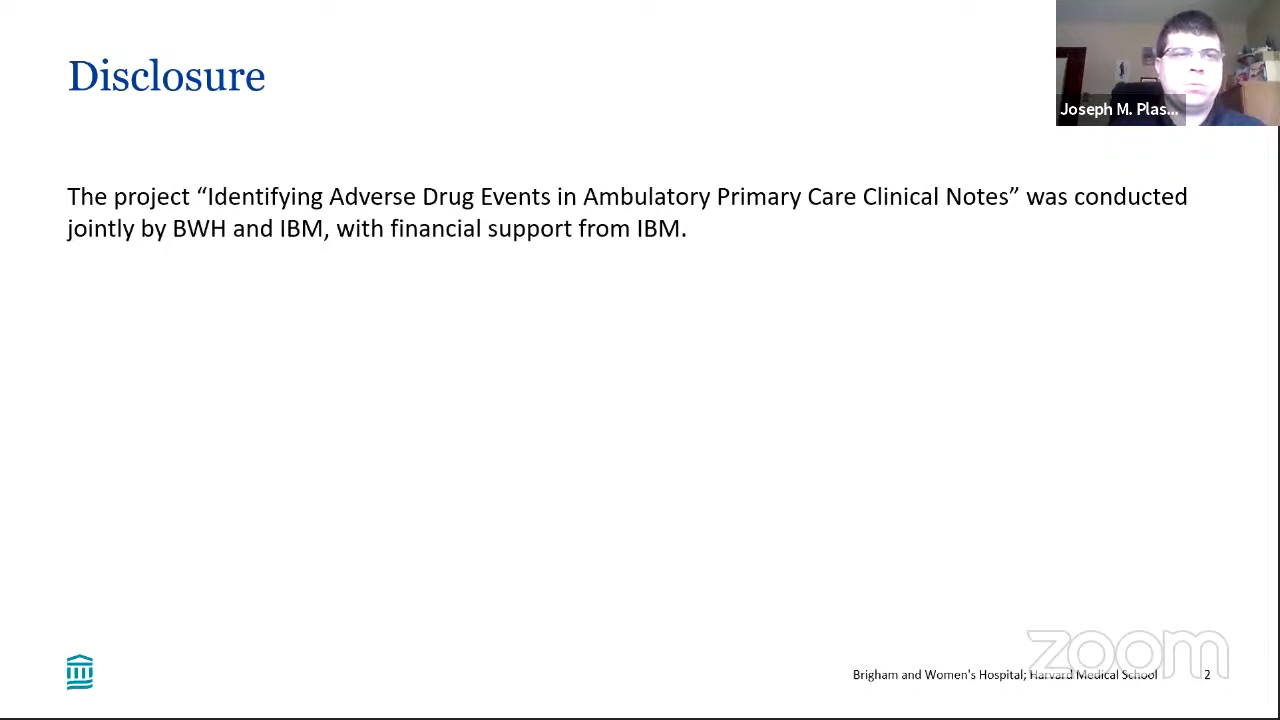 Disclosure
Joseph M. Plas...
The project “Identifying Adverse Drug Events in Ambulatory Primary Care Clinical Notes” was conducted
jointly by BWH and IBM, with financial support from IBM.
zoom
Brigham and Women's Hospital; Harvard Medical School
2